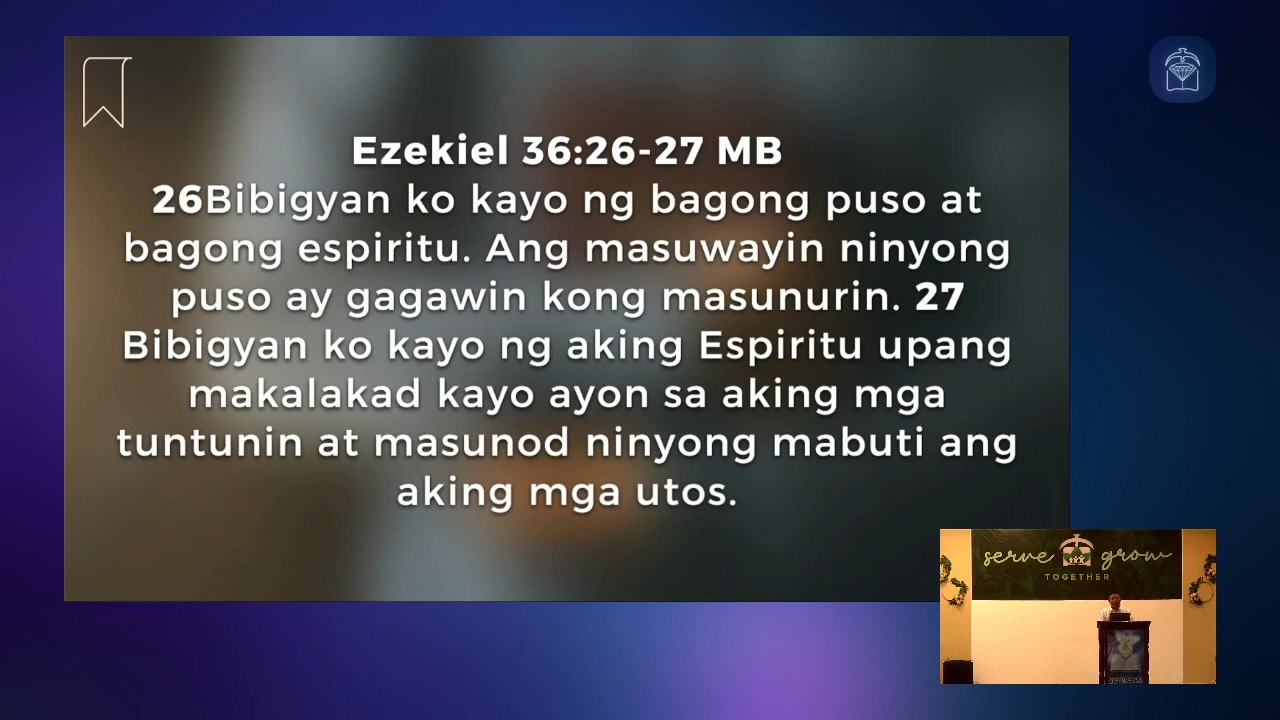 Ezekiel 36:26-27 MB
26Bibigyan ko kayo ng bagong puso at
bagong espiritu. Ang masuwayin ninyong
puso ay gagawin kong masunurin. 27
Bibigyan ko kayo ng aking Espiritu upang
makalakad kayo ayon sa aking mga
tuntunin at masunod ninyong mabuti ang
aking mga utos.
serve grow
TOGETHER